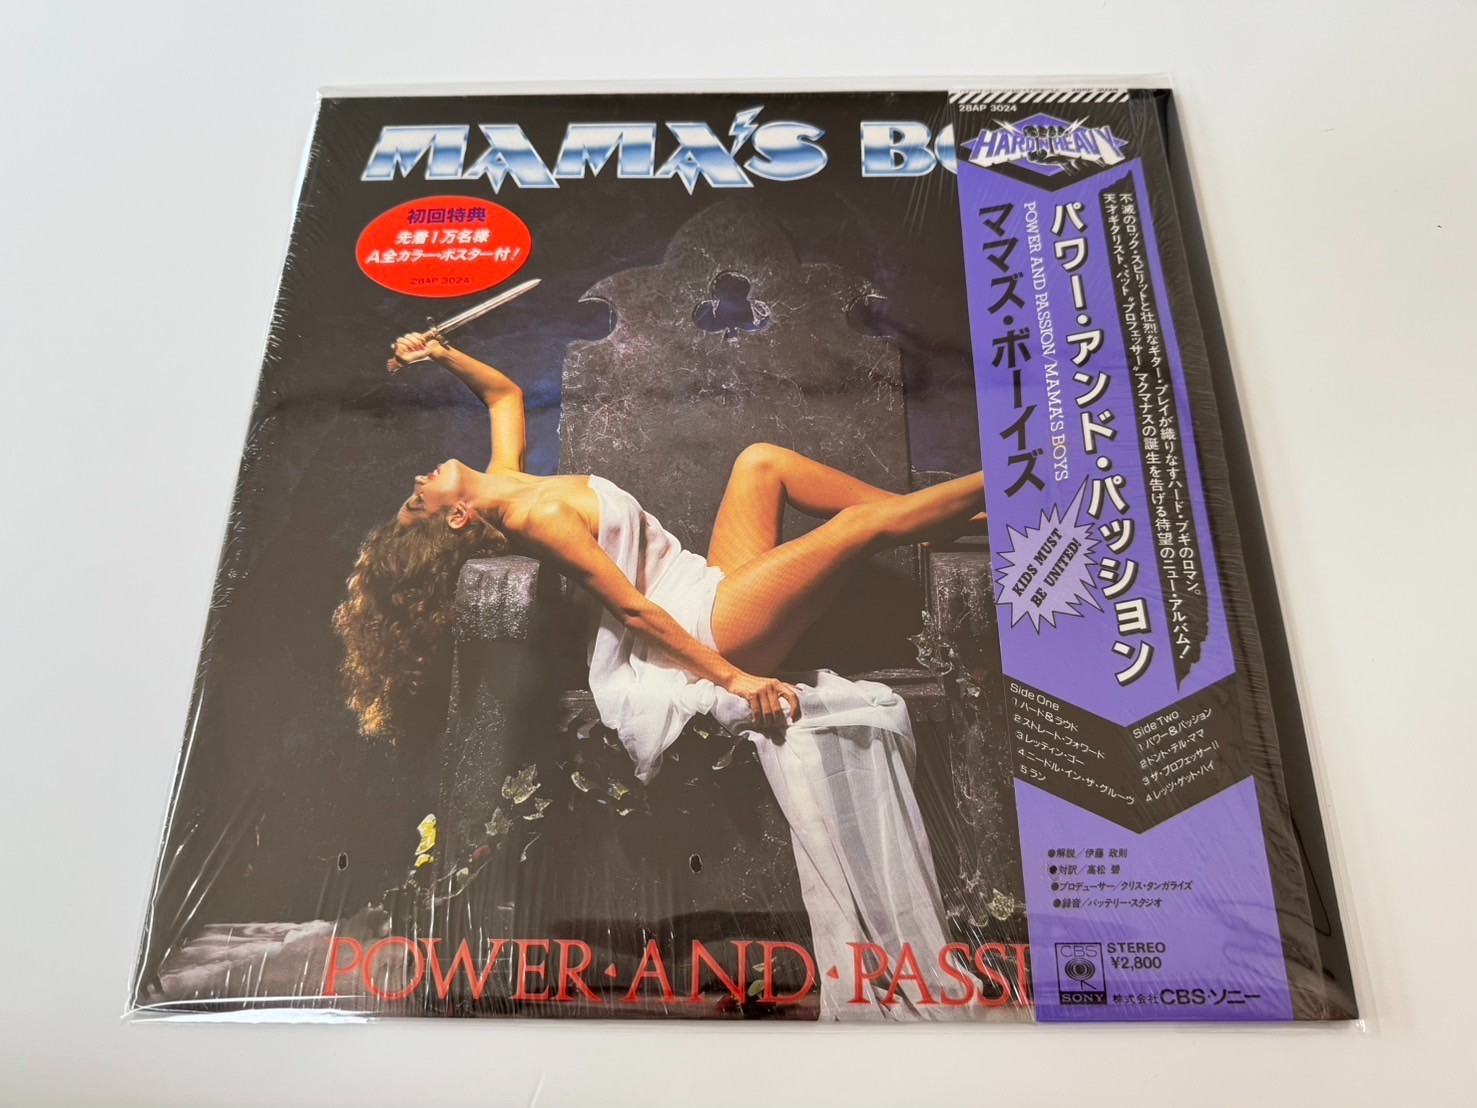 MAMA'S BO
初回特典
先着1万名様
A全カラー・ポスター付!
28AP 3024
POWER・AND・PASSI
28AP 3024
HARD'N'HEAVY
不滅のロック・スピリットと壮烈なギター・プレイが織りなすハード・ブギのロマン。
天才ギタリスト、パット"プロフェッサー"マクマナスの誕生を告げる待望のニュー・アルバム!
パワー・アンド・パッション
POWER AND PASSION/MAMA'S BOYS
ママズ・ボーイズ
KIDS MUST
BE UNITED!
Side One
1 ハード&ラウド
2 ストレート・フォワード
3 レッティン・ゴー
4 ニードル・イン・ザ・グルーヴ
5 ラン
Side Two
1 パワー&パッション
2 ドント・テル・ママ
3 ザ・プロフェッサーII
4 レッツ・ゲット・ハイ
●解説/伊藤 政則
●対訳/高松 碧
●プロデューサー/クリス・タンガライズ
●録音/バッテリー・スタジオ
CBS
SONY
STEREO
¥2,800
株式会社CBS・ソニー